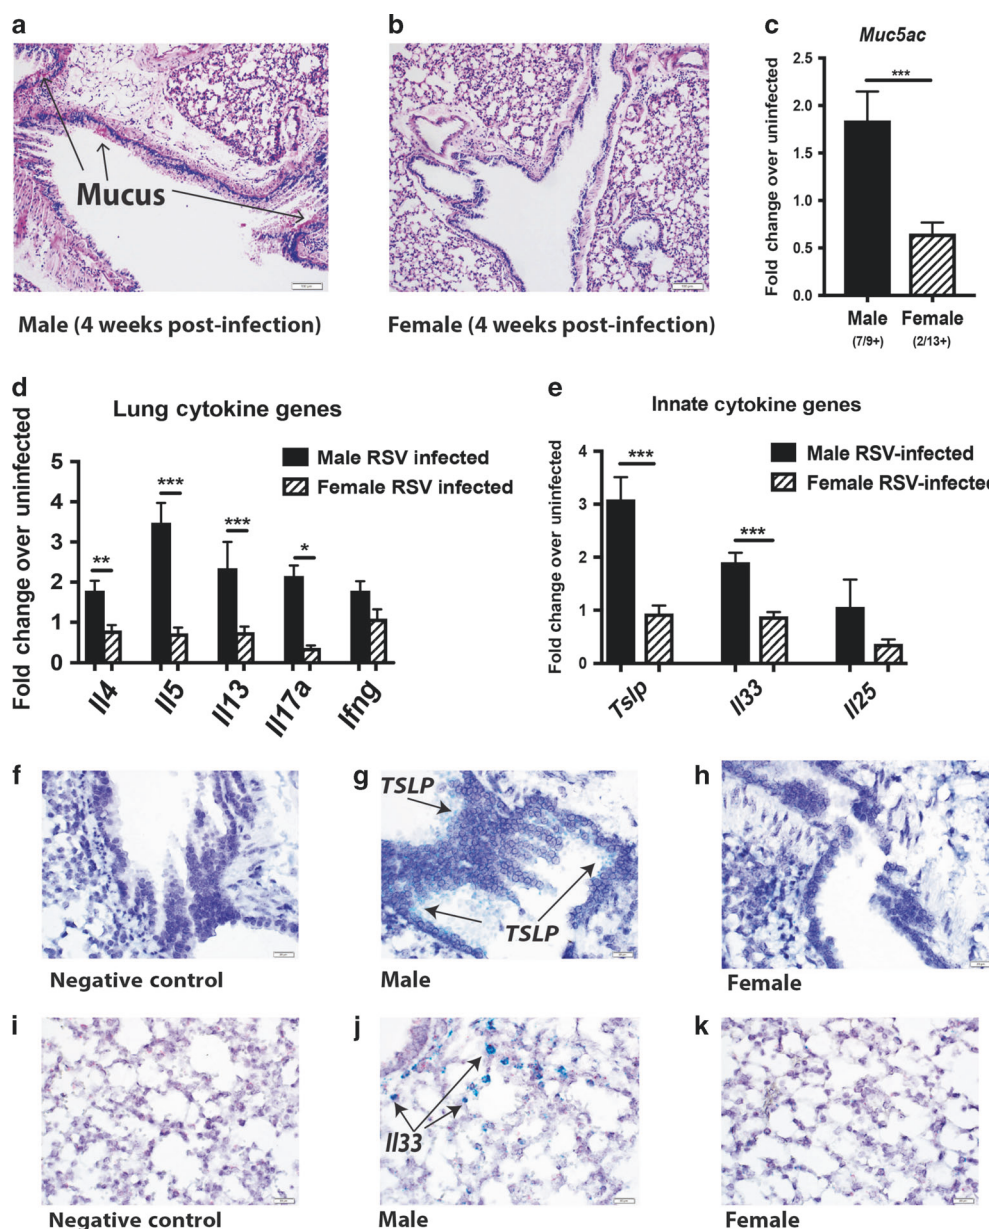 a
b
c
Muc5ac
Fold change over uninfected
2.5
2.0
1.5
1.0
0.5
0.0
***
Male
(7/9+)
Female
(2/13+)
Mucus
Male (4 weeks post-infection)
Female (4 weeks post-infection)
d
Lung cytokine genes
Fold change over uninfected
5
4
3
2
1
0
Male RSV infected
Female RSV infected
**
***
***
*
Il4
Il5
Il13
Il17a
Ifng
e
Innate cytokine genes
Fold change over uninfected
4
3
2
1
0
Male RSV-infected
Female RSV-infected
***
***
Tslp
Il33
Il25
f
Negative control
g
TSLP
TSLP
Male
h
Female
i
Negative control
j
Il33
Male
k
Female